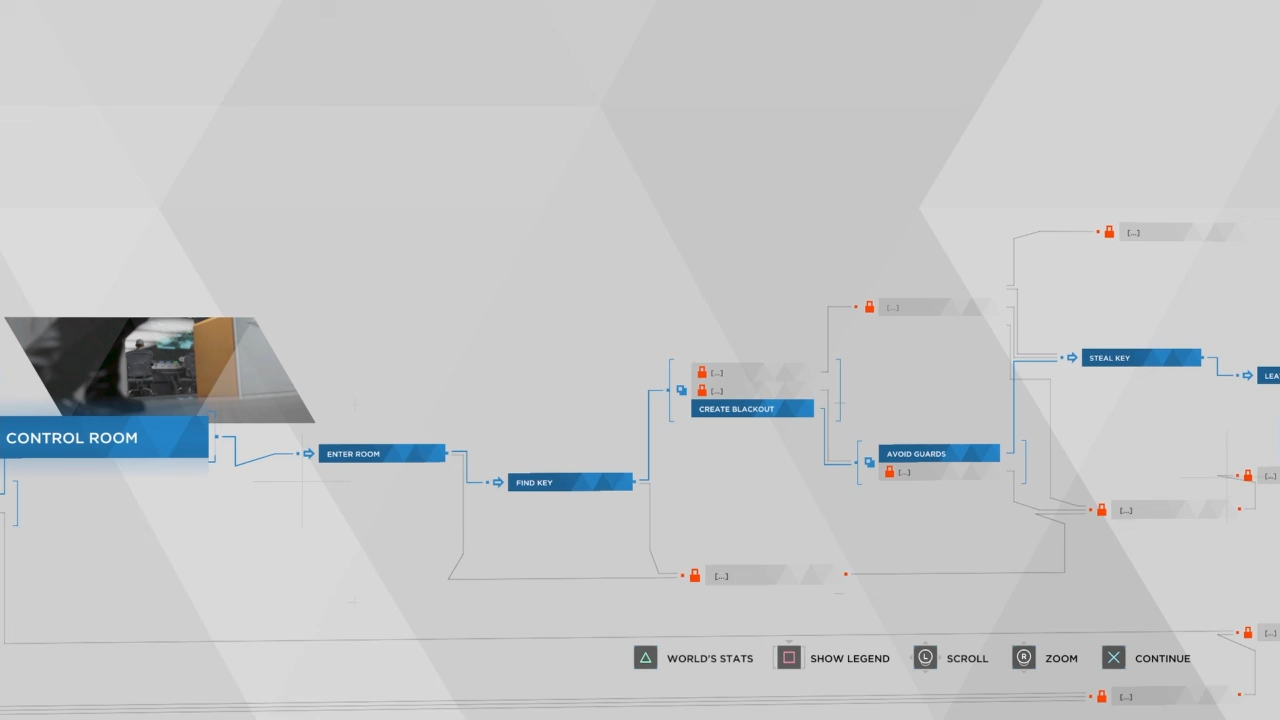 [...]
[...]
STEAL KEY
[...]
[...]
LEA
CREATE BLACKOUT
CONTROL ROOM
ENTER ROOM
AVOID GUARDS
[...]
FIND KEY
[...]
[...]
[...]
[...]
WORLD'S STATS
SHOW LEGEND
L
SCROLL
R
ZOOM
CONTINUE
[...]